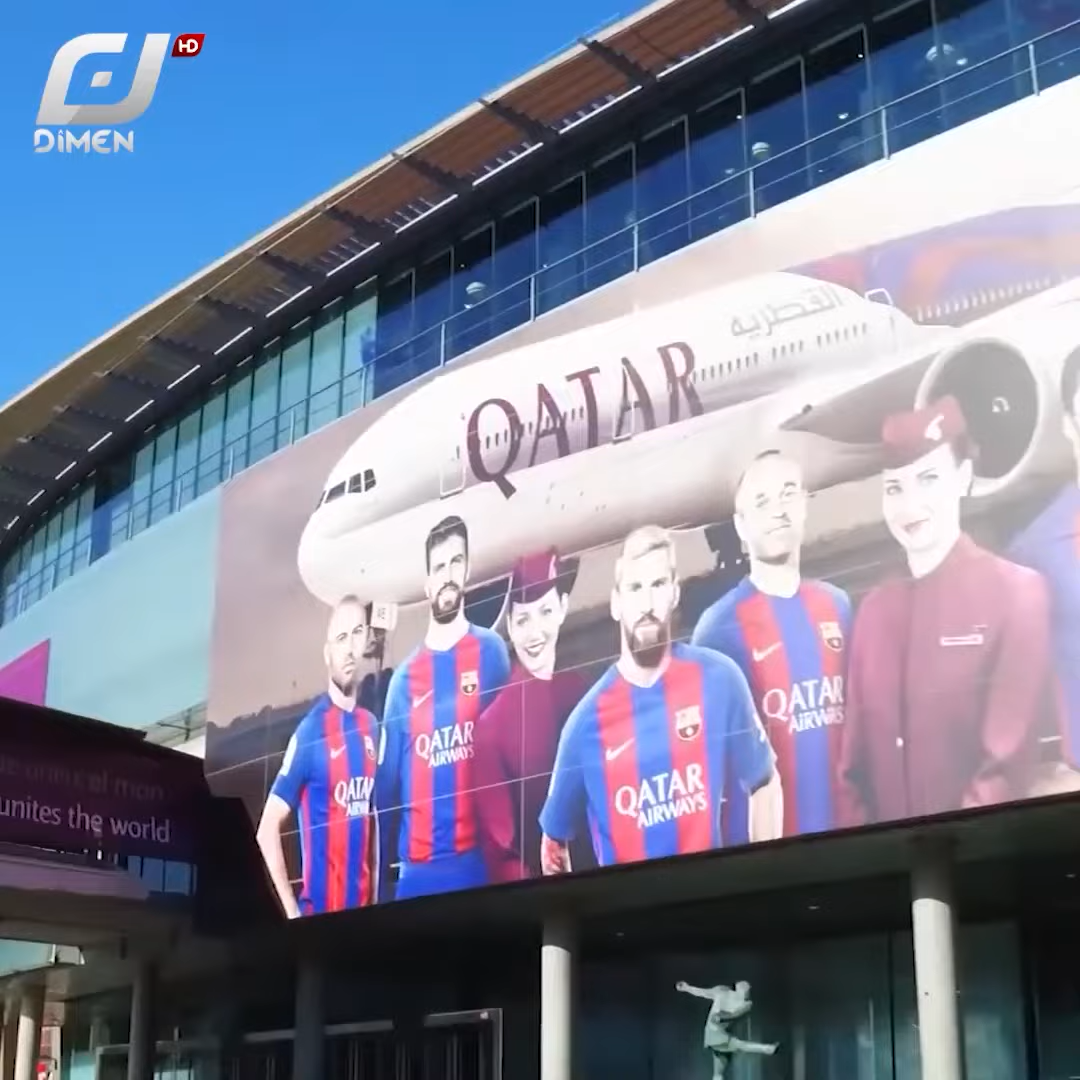 HD
DiMEN
القطرية
QATAR
QATAR
AIRWAYS
QATAR
AIRWAYS
QATAR
AIRWAYS
QATAR
AIRWAYS
unites the world